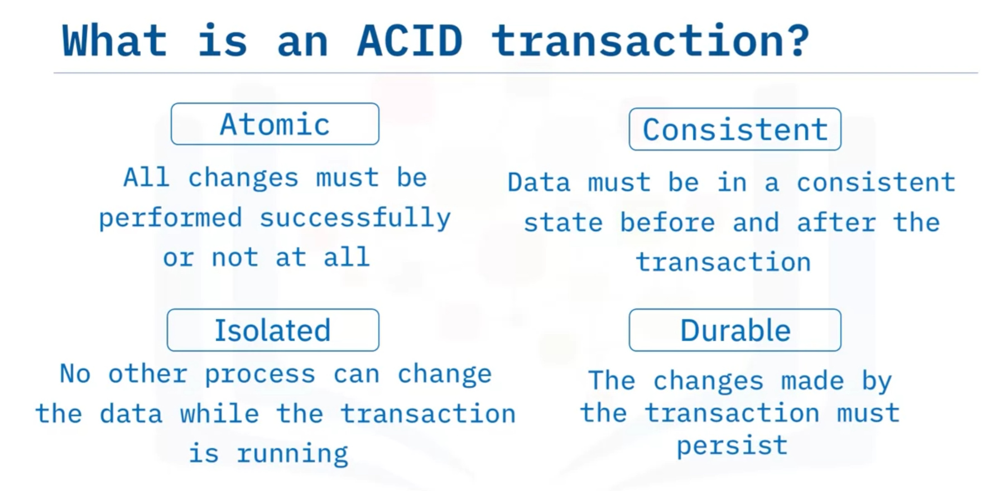 What is an ACID transaction?
Atomic
All changes must be
performed successfully
or not at all
Consistent
Data must be in a consistent
state before and after the
transaction
Isolated
No other process can change
the data while the transaction
is running
Durable
The changes made by
the transaction must
persist